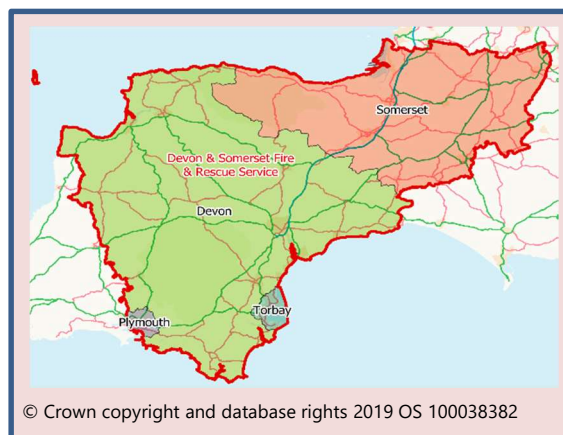 Somerset
Devon & Somerset Fire
& Rescue Service
Devon
Plymouth
Torbay
© Crown copyright and database rights 2019 OS 100038382